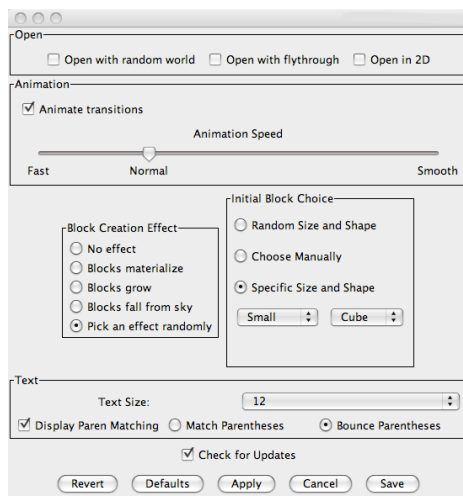 Open
Open with random world Open with flythrough Open in 2D
Animation
Animate transitions
Animation Speed
Fast Normal Smooth
Block Creation Effect
No effect
Blocks materialize
Blocks grow
Blocks fall from sky
Pick an effect randomly
Initial Block Choice
Random Size and Shape
Choose Manually
Specific Size and Shape
Small Cube
Text
Text Size: 12
Display Paren Matching Match Parentheses Bounce Parentheses
Check for Updates
Revert Defaults Apply Cancel Save